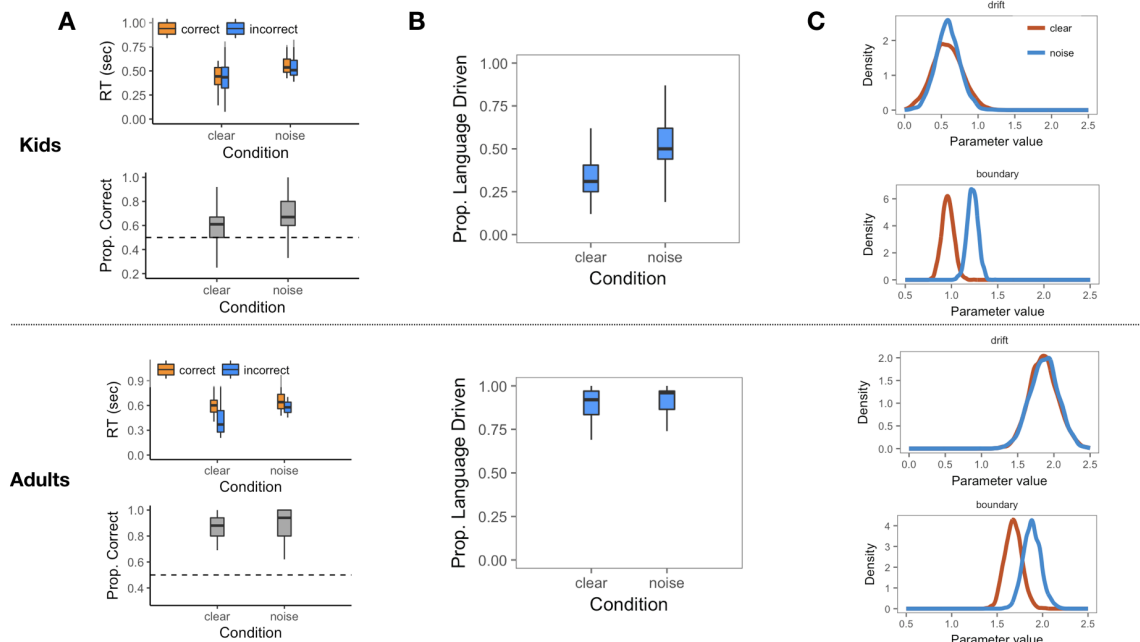 A
B
C
Kids
correct incorrect
RT (sec)
1.00
0.75
0.50
0.25
0.00
clear noise
Condition
Prop. Correct
1.0
0.8
0.6
0.4
0.2
clear noise
Condition
Prop. Language Driven
1.00
0.75
0.50
0.25
0.00
clear noise
Condition
drift
clear
noise
Density
2
1
0
0.0 0.5 1.0 1.5 2.0 2.5
Parameter value
boundary
Density
6
4
2
0
0.5 1.0 1.5 2.0 2.5
Parameter value
Adults
correct incorrect
RT (sec)
0.9
0.6
0.3
0.0
clear noise
Condition
Prop. Correct
1.0
0.8
0.6
0.4
clear noise
Condition
Prop. Language Driven
1.00
0.75
0.50
0.25
0.00
clear noise
Condition
drift
Density
2.0
1.5
1.0
0.5
0.0
0.0 0.5 1.0 1.5 2.0 2.5
Parameter value
boundary
Density
4
3
2
1
0
0.5 1.0 1.5 2.0 2.5
Parameter value